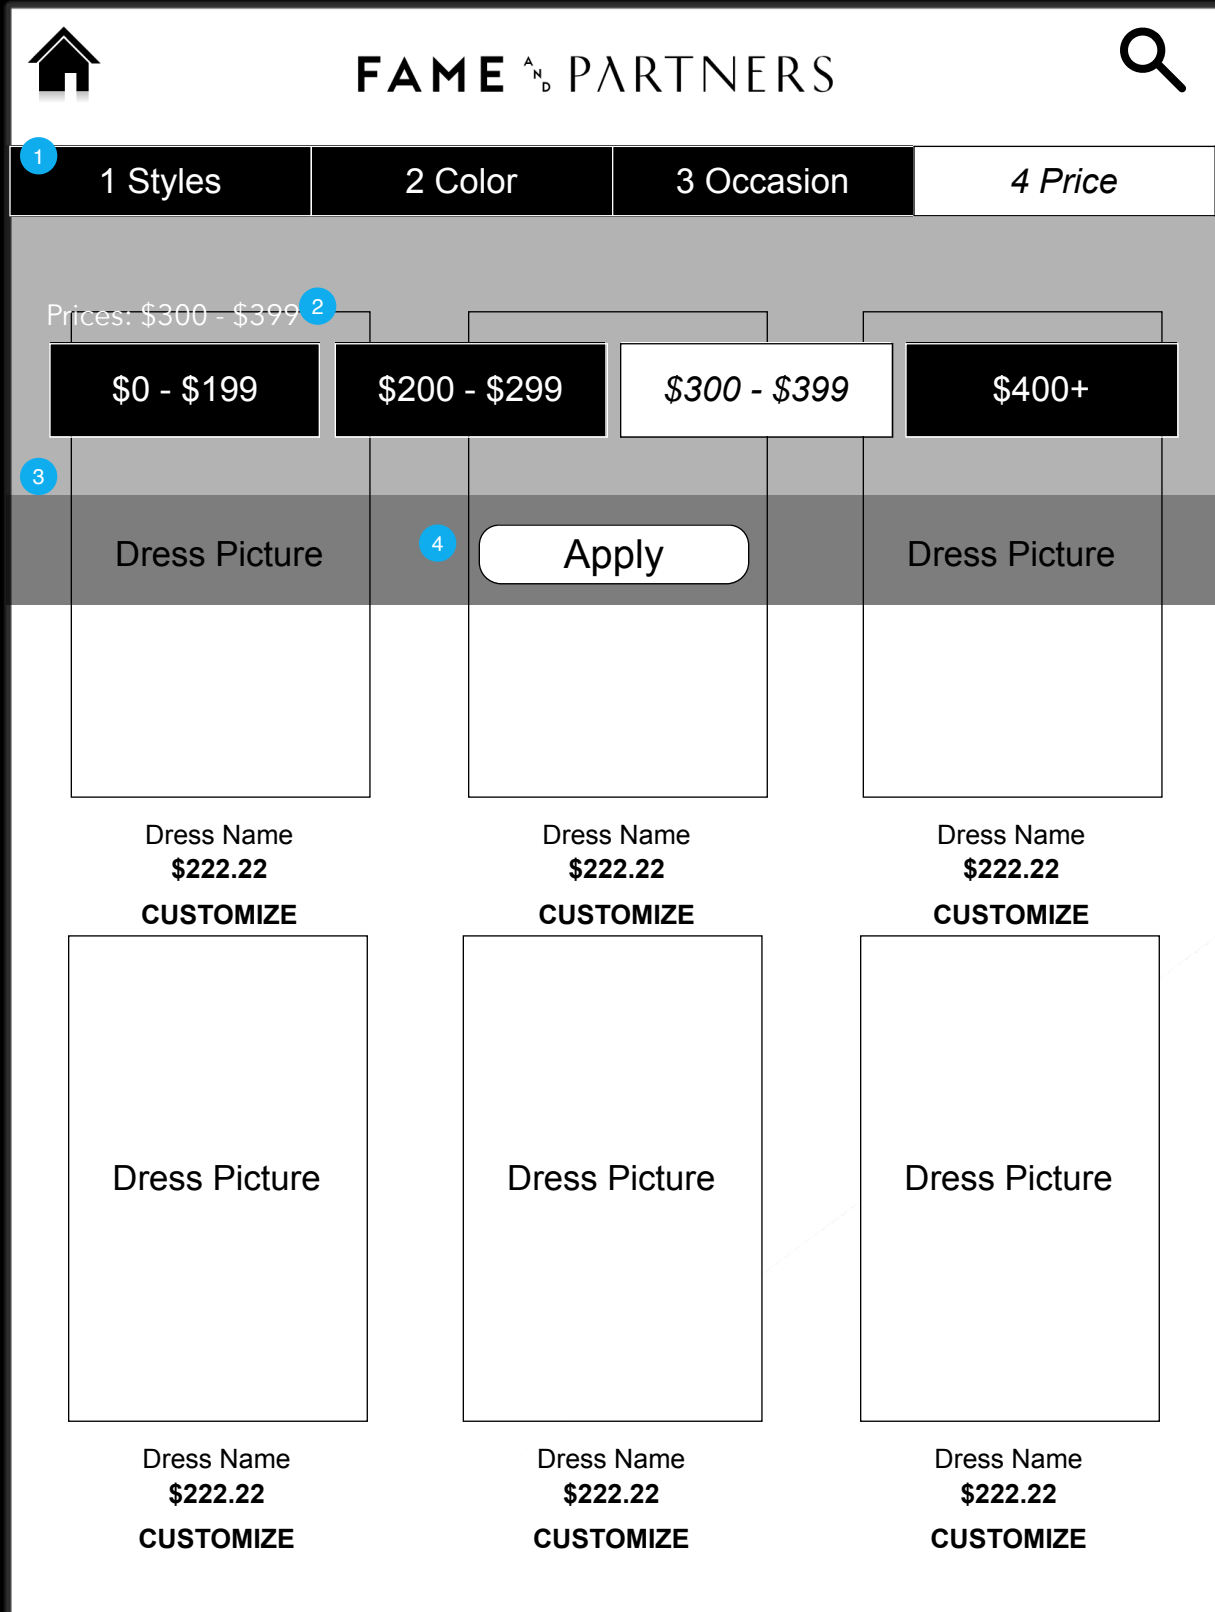 FAME AND PARTNERS
1
1 Styles 2 Color 3 Occasion 4 Price
Prices: $300 - $399 2
$0 - $199 $200 - $299 $300 - $399 $400+
3
Dress Picture 4 Apply Dress Picture
Dress Name Dress Name Dress Name
$222.22 $222.22 $222.22
CUSTOMIZE CUSTOMIZE CUSTOMIZE
Dress Picture Dress Picture Dress Picture
Dress Name Dress Name Dress Name
$222.22 $222.22 $222.22
CUSTOMIZE CUSTOMIZE CUSTOMIZE